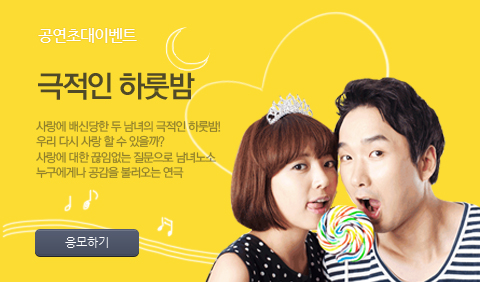 공연초대이벤트
극적인 하룻밤
사랑에 배신당한 두 남녀의 극적인 하룻밤!
우리 다시 사랑 할 수 있을까?
사랑에 대한 끊임없는 질문으로 남녀노소
누구에게나 공감을 불러오는 연극
응모하기